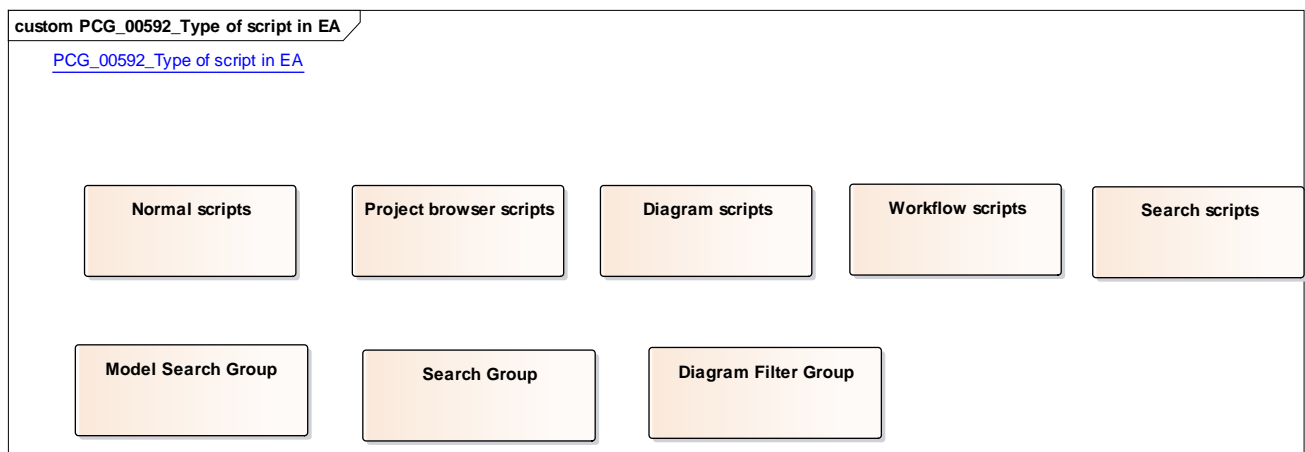 custom PCG_00592_Type of script in EA
PCG_00592_Type of script in EA
Normal scripts
Project browser scripts
Diagram scripts
Workflow scripts
Search scripts
Model Search Group
Search Group
Diagram Filter Group